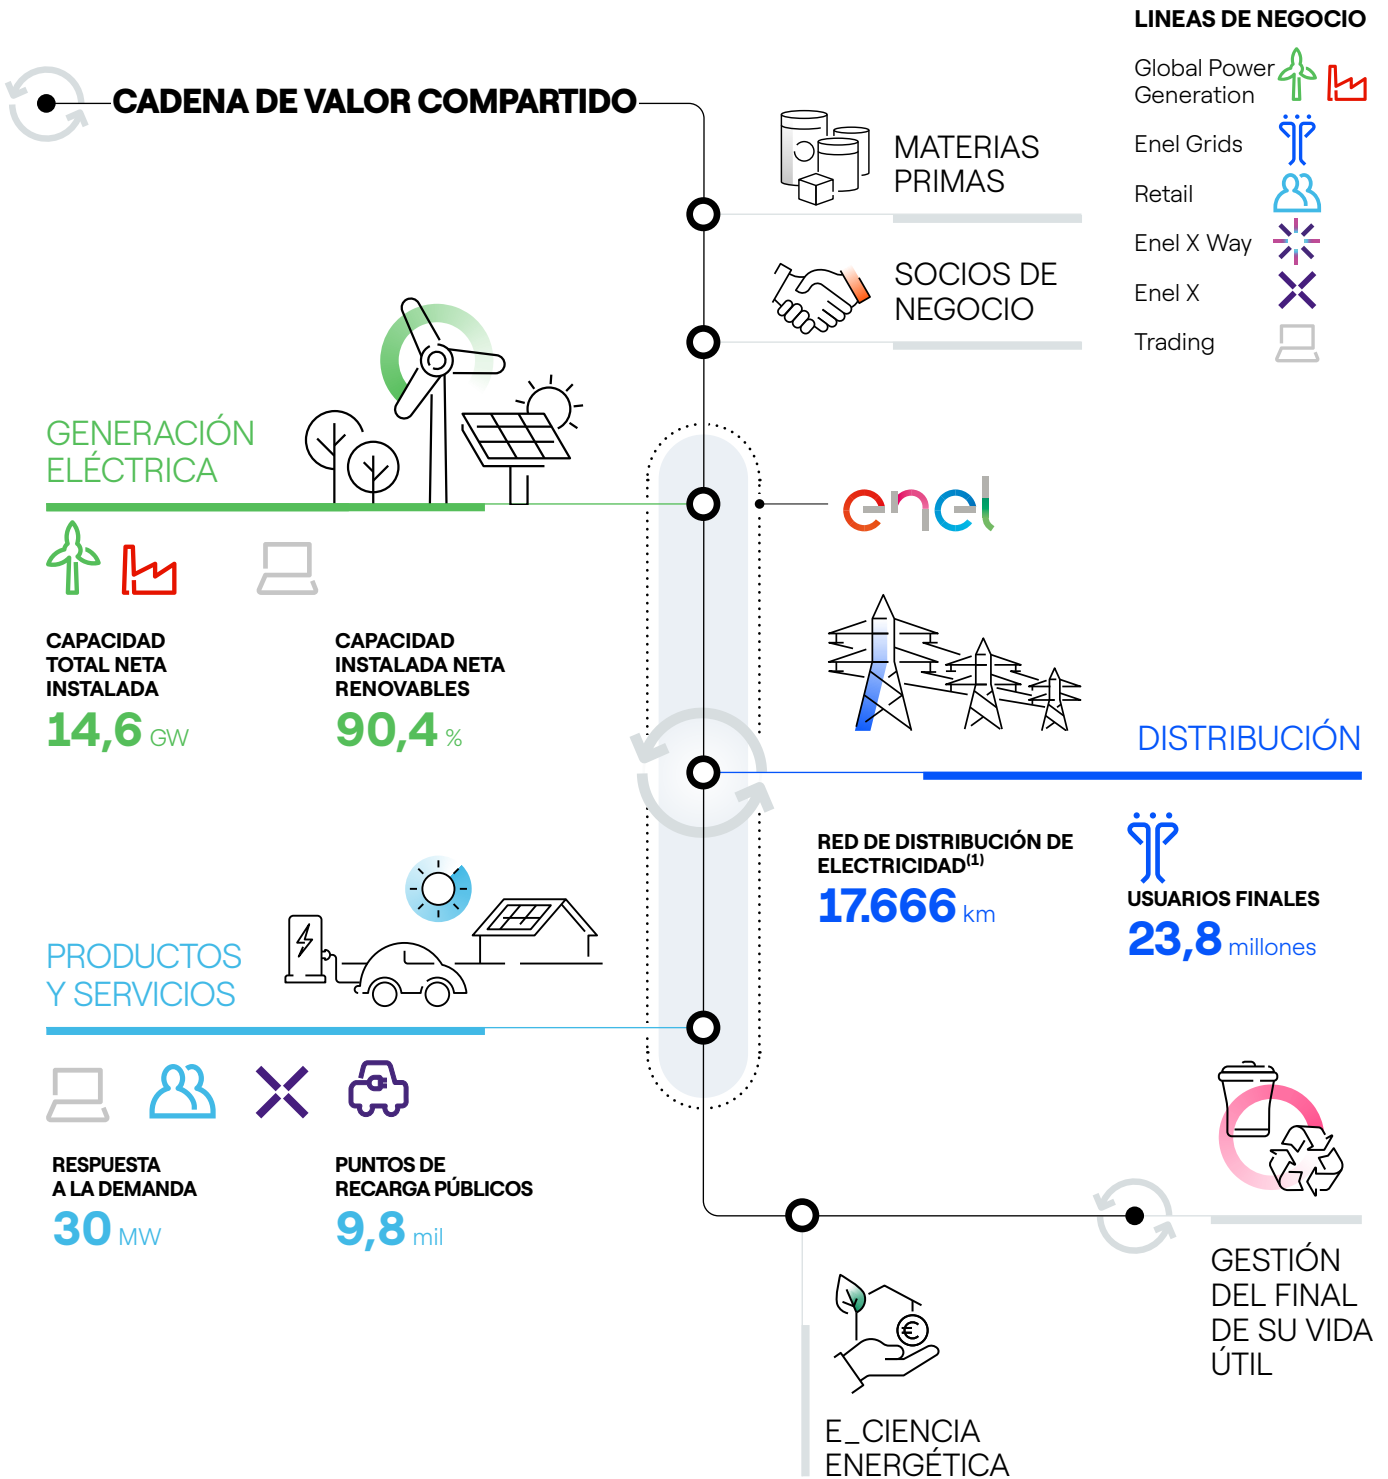 LINEAS DE NEGOCIO
Global Power
Generation
Enel Grids
Retail
Enel X Way
Enel X
Trading
CADENA DE VALOR COMPARTIDO
MATERIAS
PRIMAS
SOCIOS DE
NEGOCIO
GENERACIÓN
ELÉCTRICA
enel
CAPACIDAD
TOTAL NETA
INSTALADA
14,6 GW
CAPACIDAD
INSTALADA NETA
RENOVABLES
90,4 %
DISTRIBUCIÓN
RED DE DISTRIBUCIÓN DE
ELECTRICIDAD(1)
17.666 km
USUARIOS FINALES
23,8 millones
PRODUCTOS
Y SERVICIOS
RESPUESTA
A LA DEMANDA
30 MW
PUNTOS DE
RECARGA PÚBLICOS
9,8 mil
GESTIÓN
DEL FINAL
DE SU VIDA
ÚTIL
E_CIENCIA
ENERGÉTICA